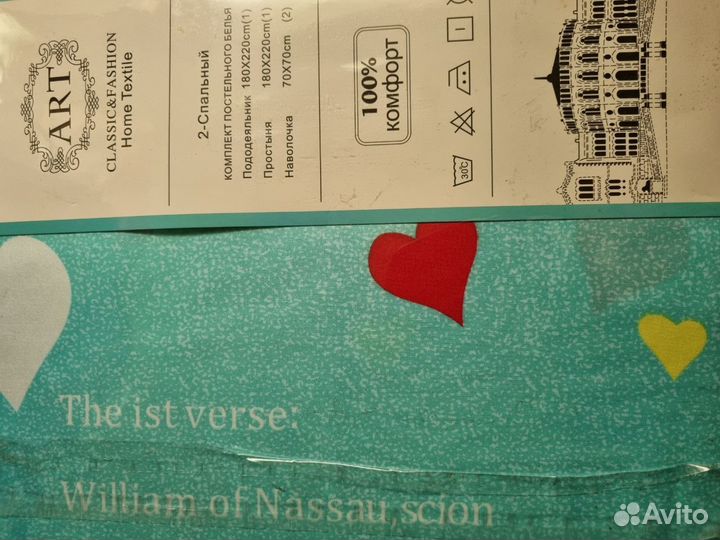 ART
CLASSIC&FASHION
Home Textile
2-Спальный
КОМПЛЕКТ ПОСТЕЛЬНОГО БЕЛЬЯ
Пододеяльник 180X220cm(1)
Простыня 180X220cm(1)
Наволочка 70X70cm (2)
100%
комфорт
30°C
The ist verse:
William of Nassau,scion
Avito